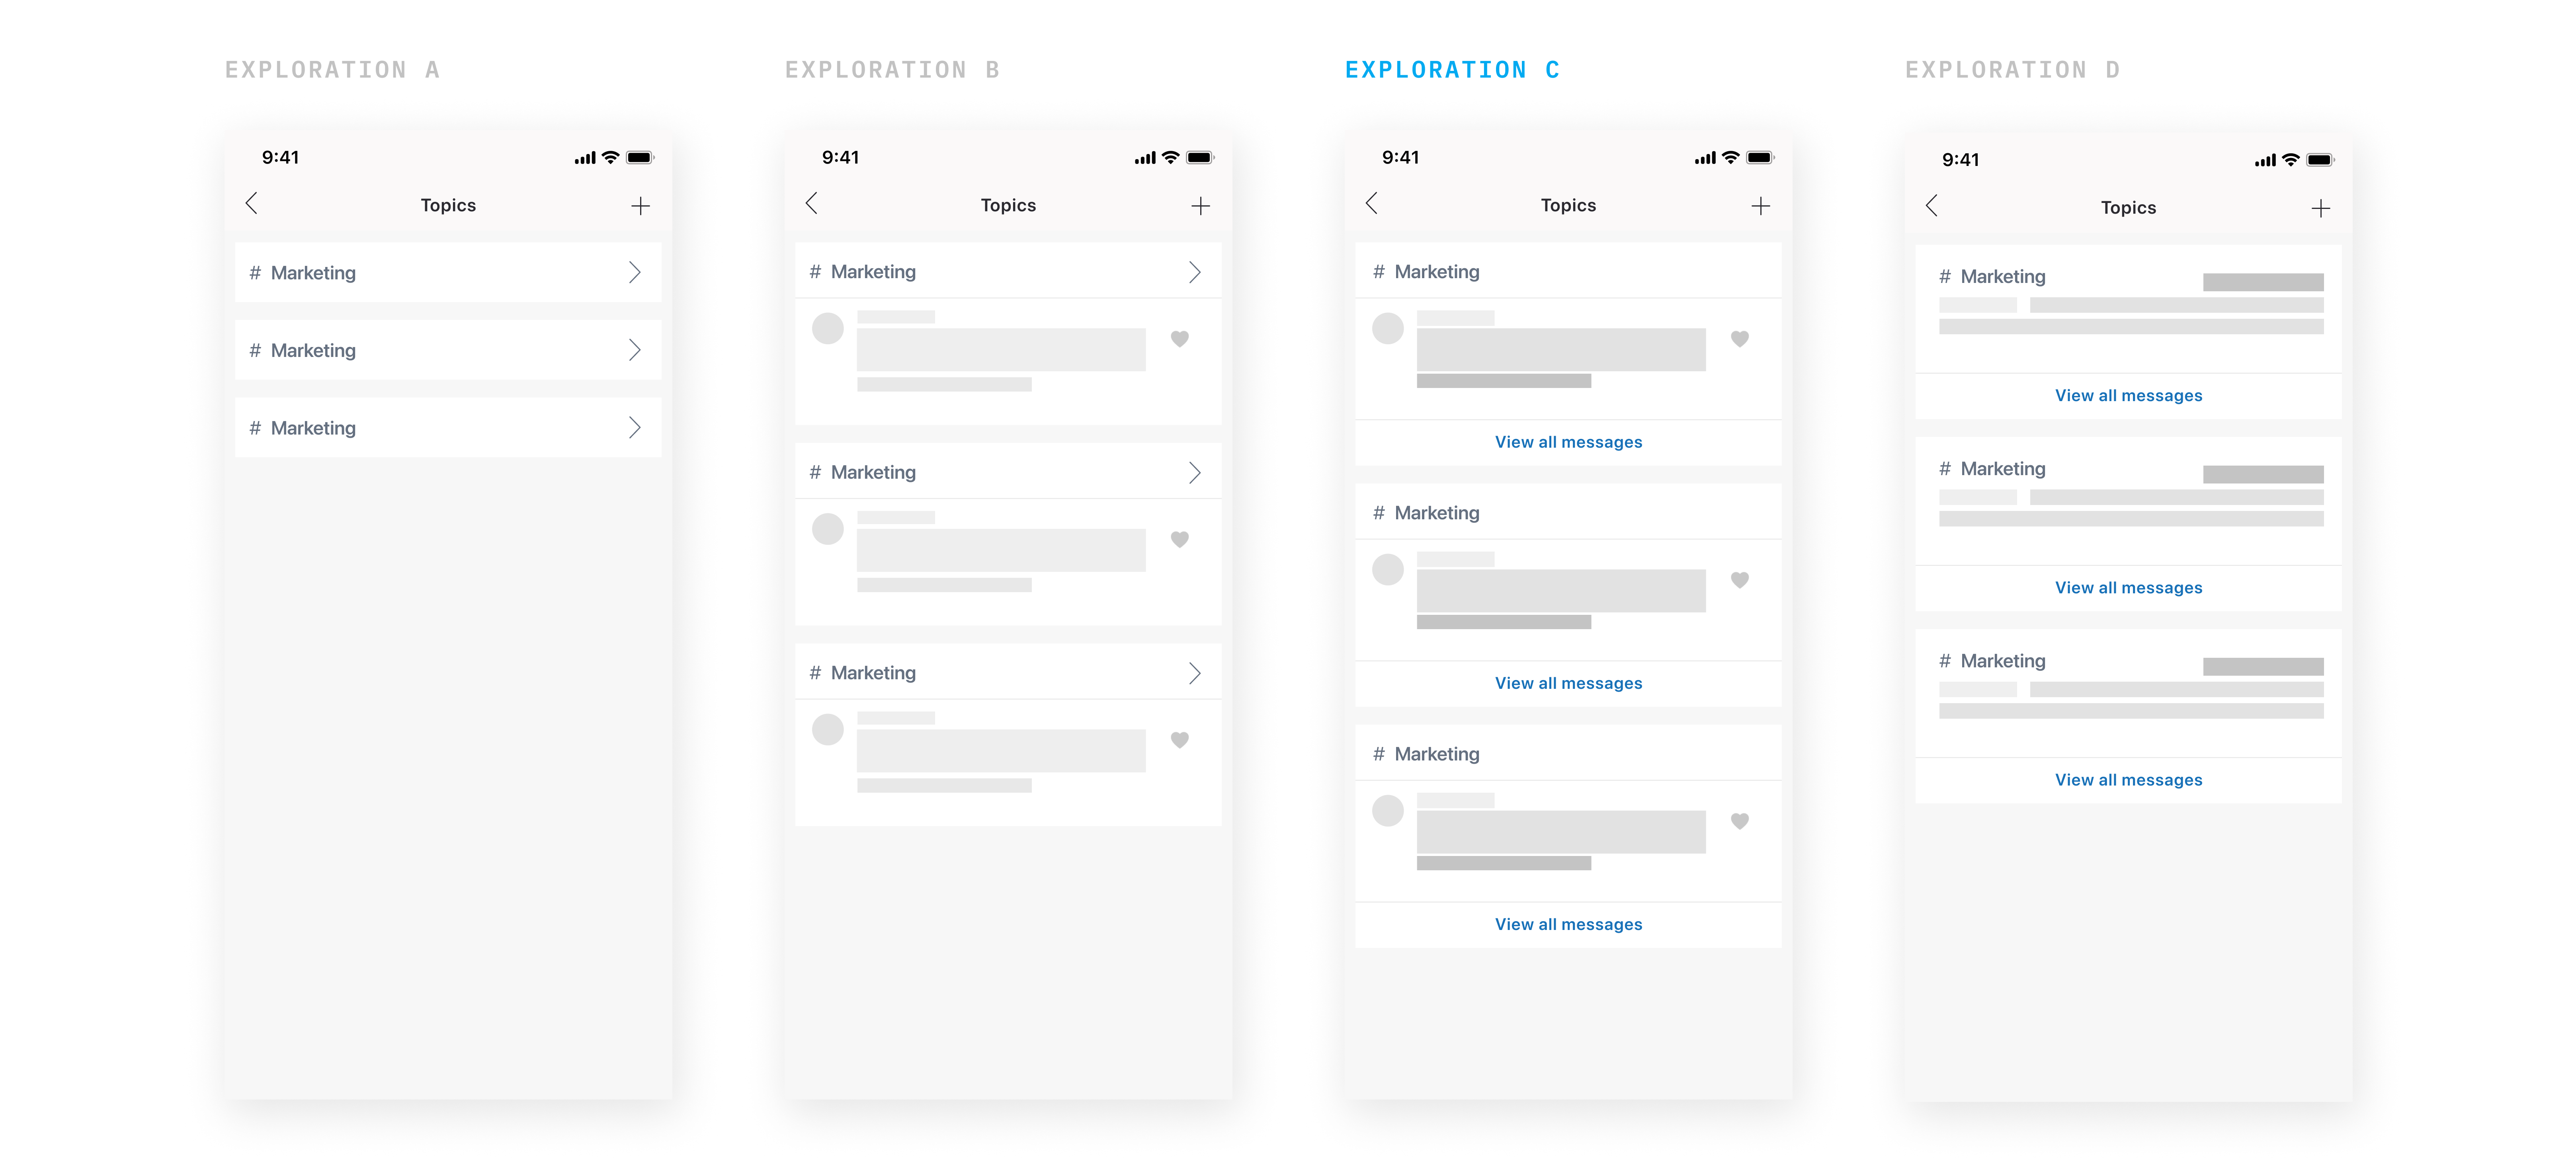 EXPLORATION A
9:41
Topics
# Marketing
# Marketing
# Marketing
EXPLORATION B
9:41
Topics
# Marketing
# Marketing
# Marketing
EXPLORATION C
9:41
Topics
# Marketing
View all messages
# Marketing
View all messages
# Marketing
View all messages
EXPLORATION D
9:41
Topics
# Marketing
View all messages
# Marketing
View all messages
# Marketing
View all messages